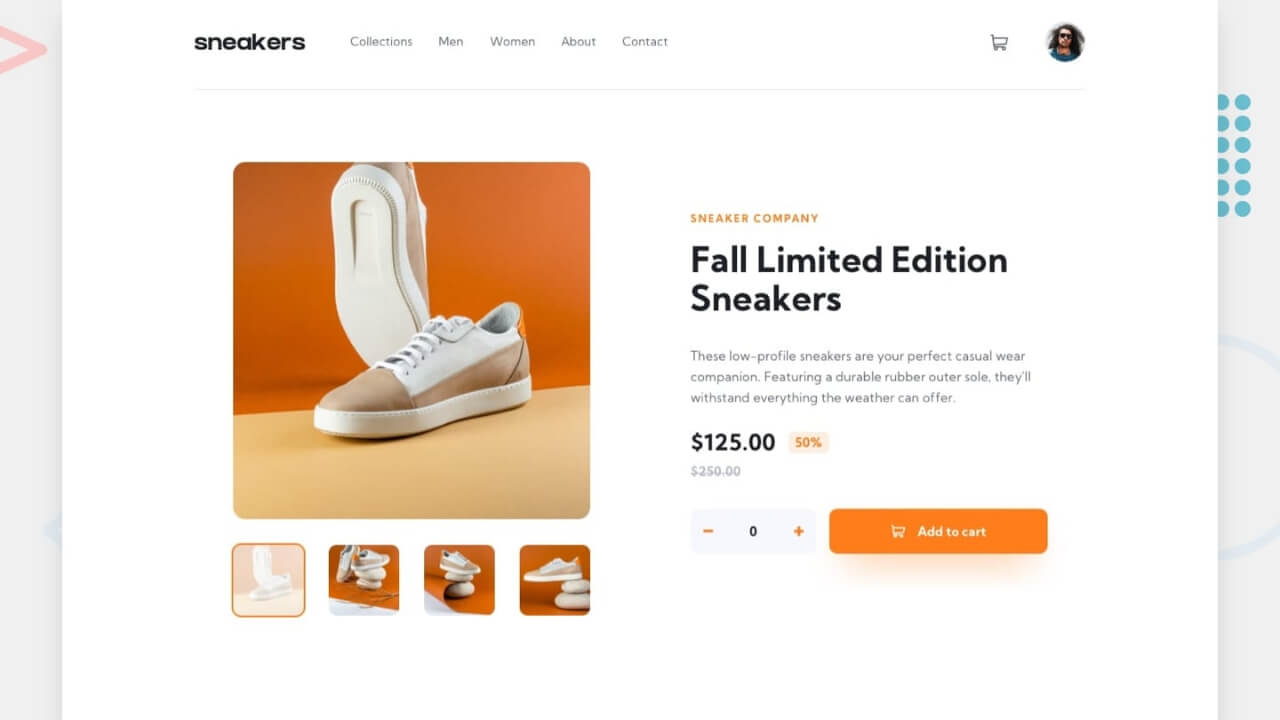 sneakers
Collections Men Women About Contact
SNEAKER COMPANY
Fall Limited Edition
Sneakers
These low-profile sneakers are your perfect casual wear
companion. Featuring a durable rubber outer sole, they'll
withstand everything the weather can offer.
$125.00 50%
$250.00
0
Add to cart